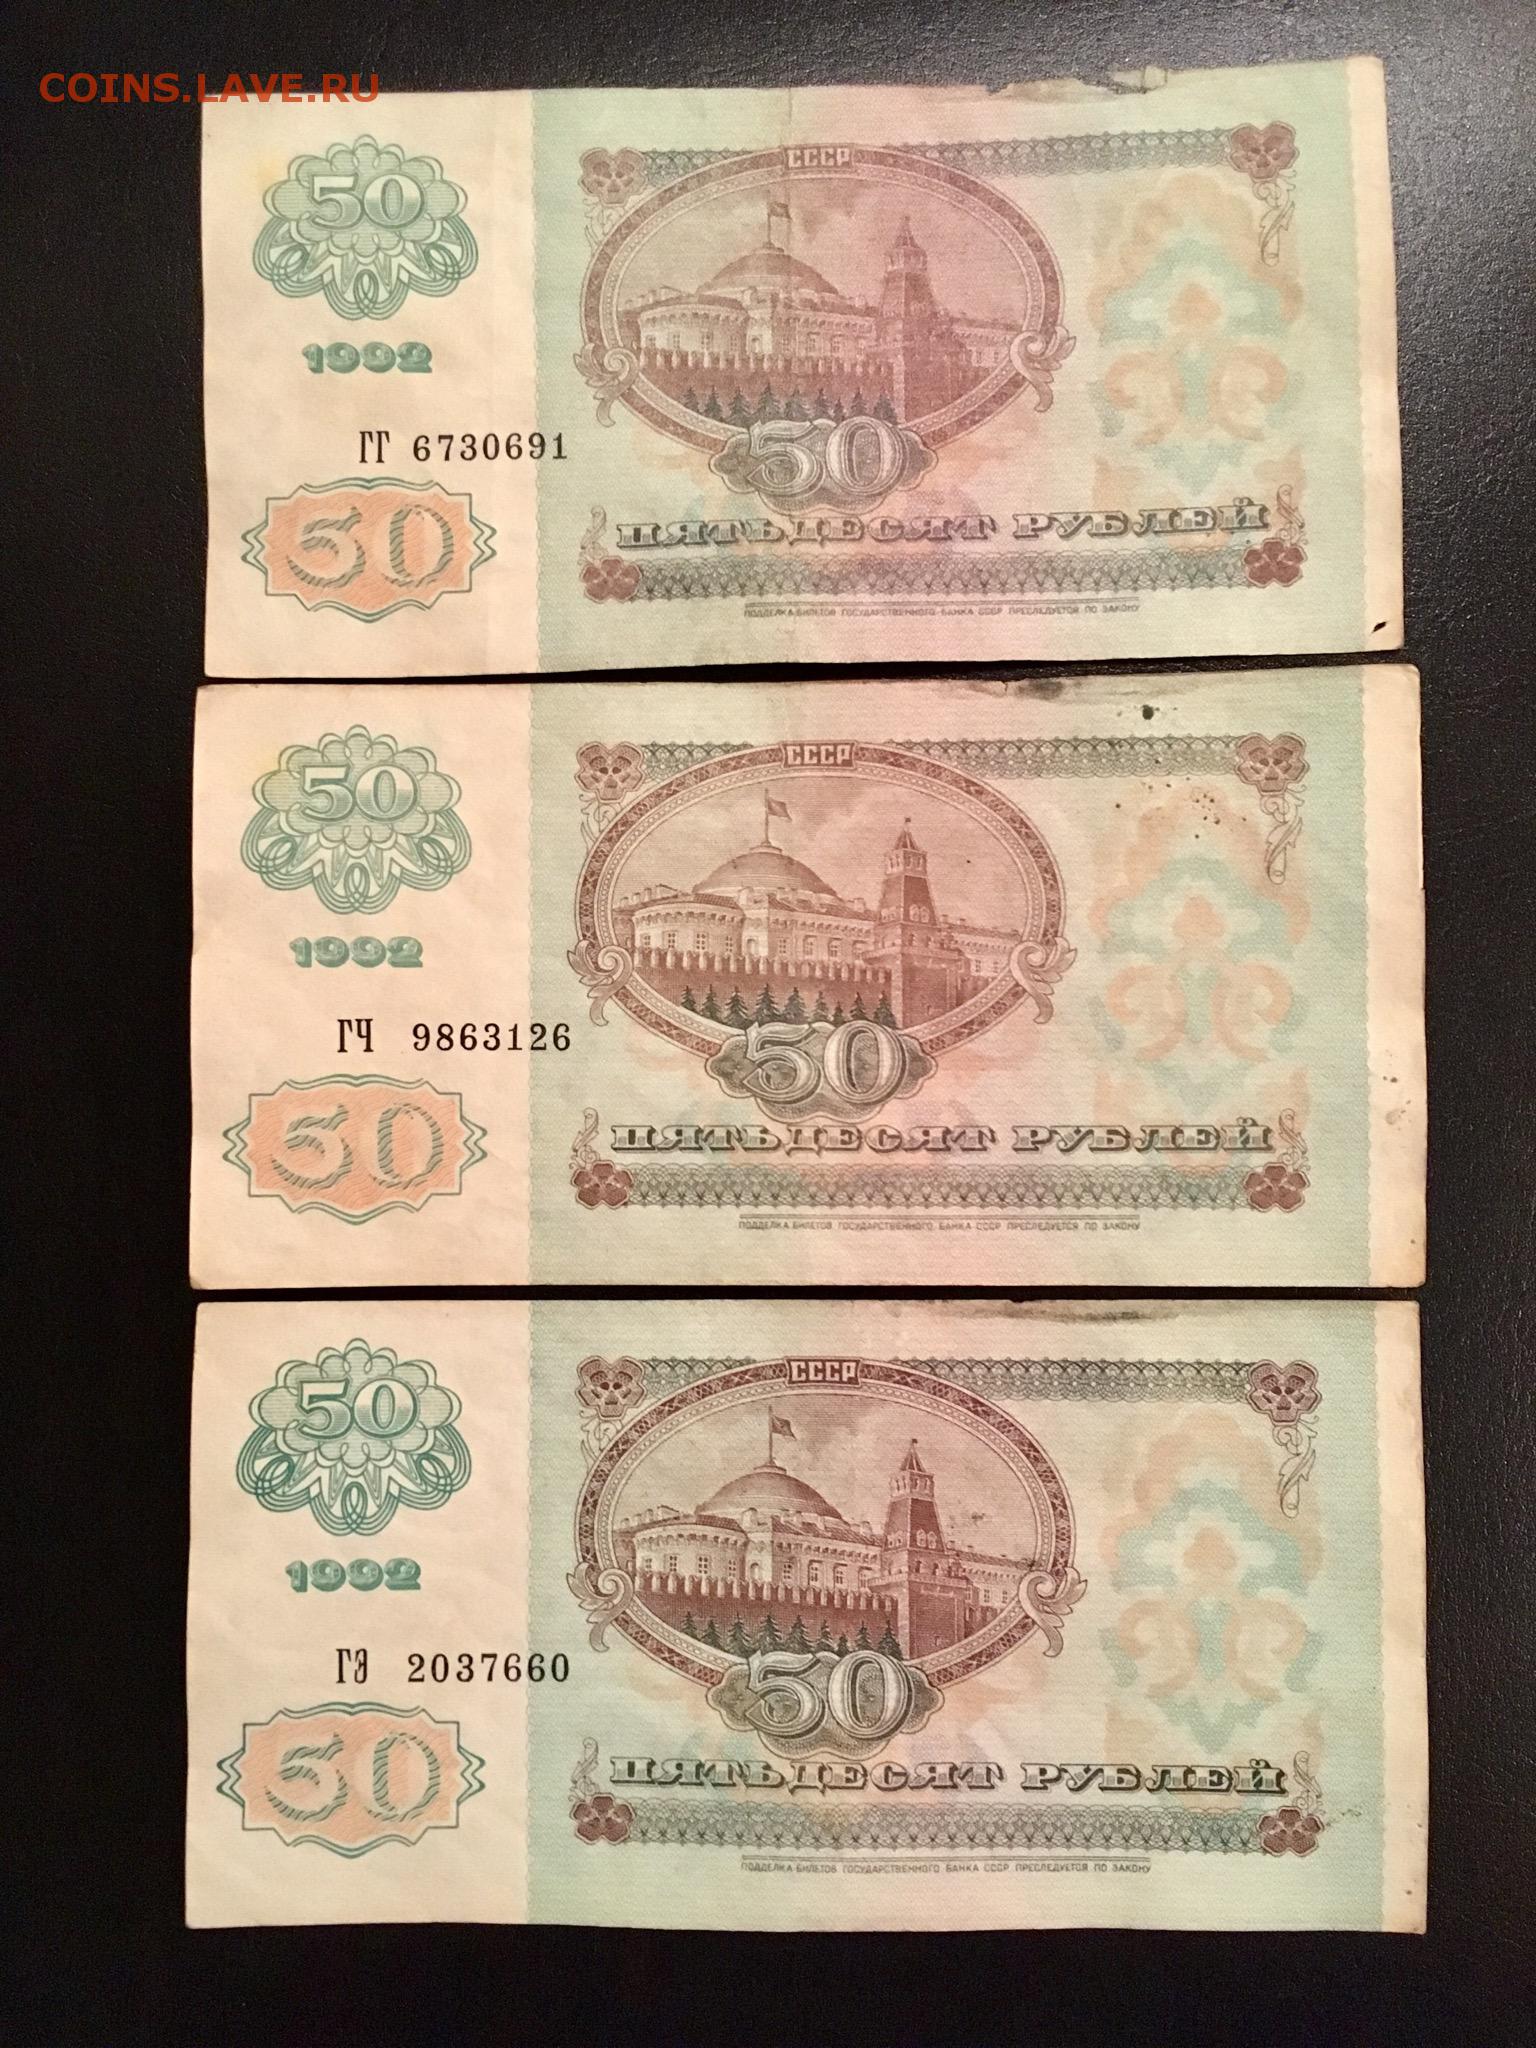 COINS.LAVE.RU
50
СССР
1992
ГГ 6730691
50
50
ПЯТЬДЕСЯТ РУБЛЕЙ
ПОДДЕЛКА БИЛЕТОВ ГОСУДАРСТВЕННОГО БАНКА СССР ПРЕСЛЕДУЕТСЯ ПО ЗАКОНУ
50
СССР
1992
ГЧ 9863126
50
50
ПЯТЬДЕСЯТ РУБЛЕЙ
ПОДДЕЛКА БИЛЕТОВ ГОСУДАРСТВЕННОГО БАНКА СССР ПРЕСЛЕДУЕТСЯ ПО ЗАКОНУ
50
СССР
1992
ГЭ 2037660
50
50
ПЯТЬДЕСЯТ РУБЛЕЙ
ПОДДЕЛКА БИЛЕТОВ ГОСУДАРСТВЕННОГО БАНКА СССР ПРЕСЛЕДУЕТСЯ ПО ЗАКОНУ